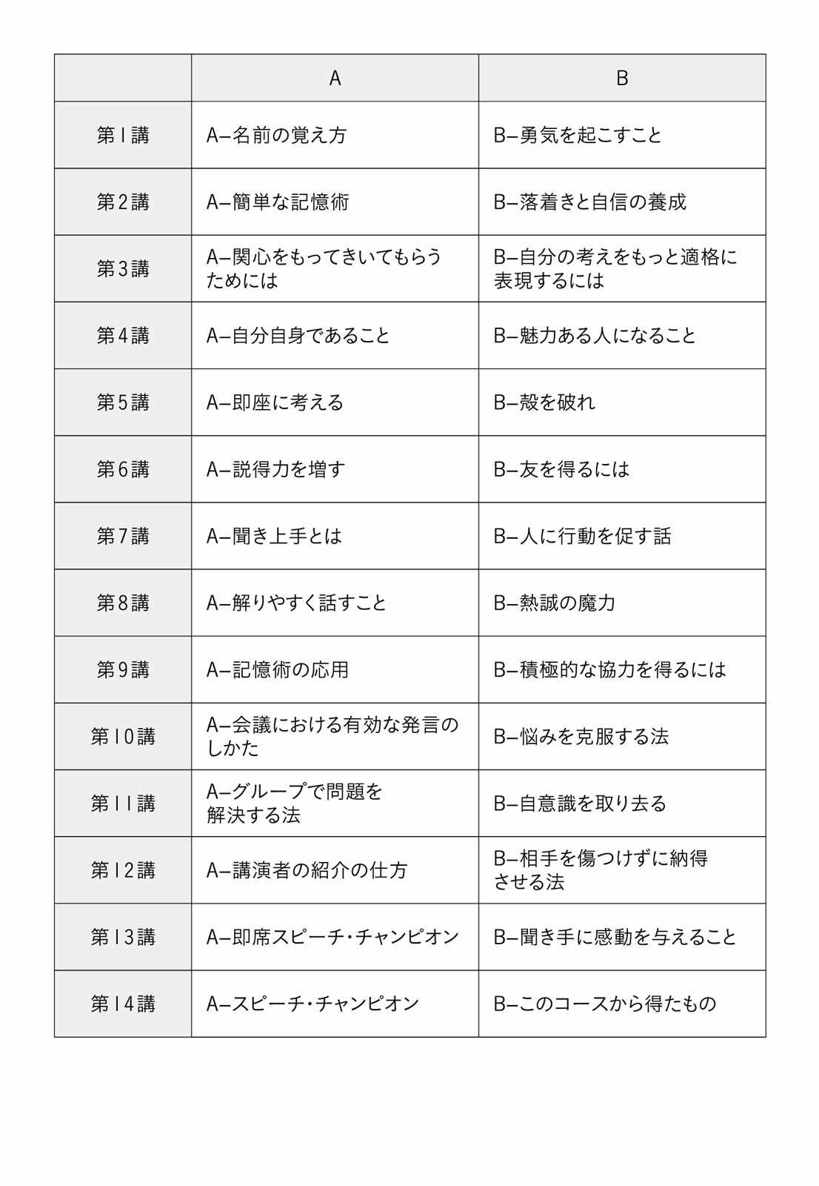 A B
第1講 A–名前の覚え方 B–勇気を起こすこと
第2講 A–簡単な記憶術 B–落着きと自信の養成
第3講 A–関心をもってきいてもらう B–自分の考えをもっと適格に
ためには 表現するには
第4講 A–自分自身であること B–魅力ある人になること
第5講 A–即座に考える B–殻を破れ
第6講 A–説得力を増す B–友を得るには
第7講 A–聞き上手とは B–人に行動を促す話
第8講 A–解りやすく話すこと B–熱誠の魔力
第9講 A–記憶術の応用 B–積極的な協力を得るには
第10講 A–会議における有効な発言の B–悩みを克服する法
しかた
第11講 A–グループで問題を B–自意識を取り去る
解決する法
第12講 A–講演者の紹介の仕方 B–相手を傷つけずに納得
させる法
第13講 A–即席スピーチ・チャンピオン B–聞き手に感動を与えること
第14講 A–スピーチ・チャンピオン B–このコースから得たもの